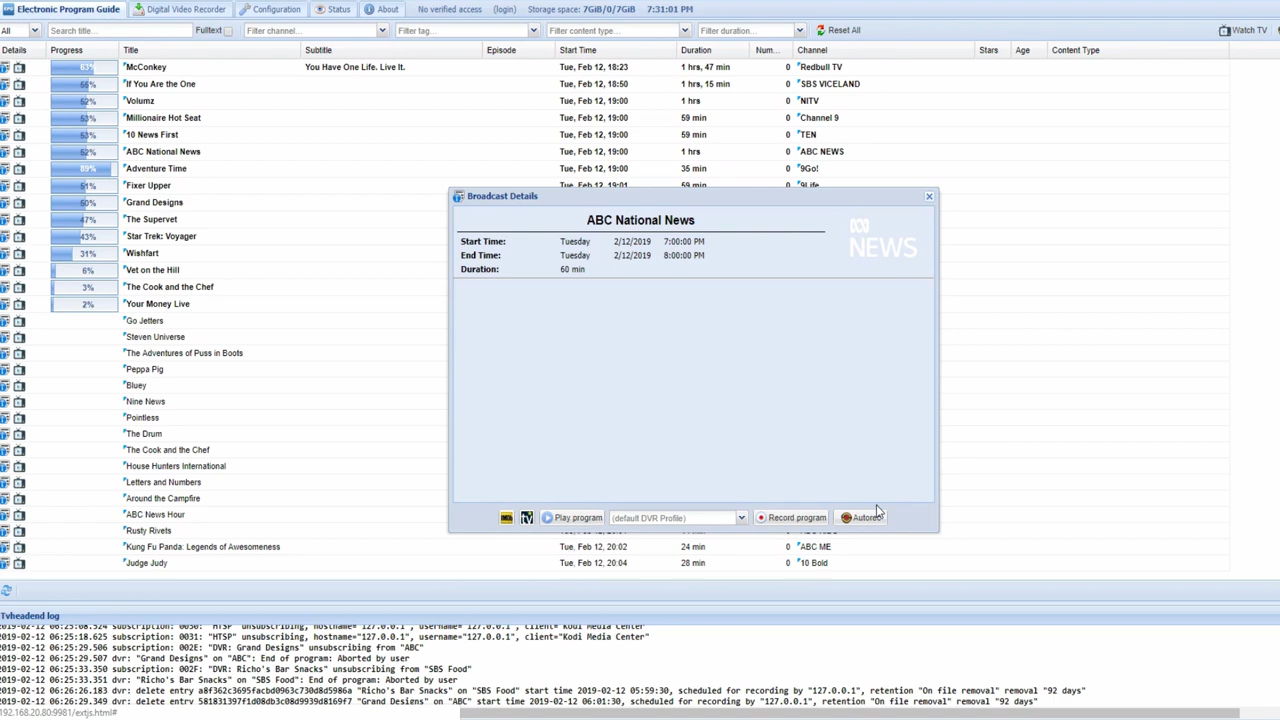 Electronic Program Guide Digital Video Recorder Configuration Status About No verified access (login) Storage space: 7GiB/0/7GiB 7:31:01 PM
All Search title... Fulltext Filter channel... Filter tag... Filter content type... Filter duration... Reset All Watch TV
Details Progress Title Subtitle Episode Start Time Duration Num... Channel Stars Age Content Type
63% McConkey You Have One Life. Live It. Tue, Feb 12, 18:23 1 hrs, 47 min 0 Redbull TV
55% If You Are the One Tue, Feb 12, 18:50 1 hrs, 15 min 0 SBS VICELAND
52% Volumz Tue, Feb 12, 19:00 1 hrs 0 NITV
53% Millionaire Hot Seat Tue, Feb 12, 19:00 59 min 0 Channel 9
53% 10 News First Tue, Feb 12, 19:00 59 min 0 TEN
52% ABC National News Tue, Feb 12, 19:00 1 hrs 0 ABC NEWS
89% Adventure Time Tue, Feb 12, 19:00 35 min 0 9Go!
51% Fixer Upper Tue, Feb 12, 19:01 59 min 0 9Life
60% Grand Designs
47% The Supervet
43% Star Trek: Voyager
31% Wishfart
6% Vet on the Hill
3% The Cook and the Chef
2% Your Money Live
Go Jetters
Steven Universe
The Adventures of Puss in Boots
Peppa Pig
Bluey
Nine News
Pointless
The Drum
The Cook and the Chef
House Hunters International
Letters and Numbers
Around the Campfire
ABC News Hour
Rusty Rivets
Kung Fu Panda: Legends of Awesomeness Tue, Feb 12, 20:02 24 min 0 ABC ME
Judge Judy Tue, Feb 12, 20:04 28 min 0 10 Bold
Broadcast Details
ABC National News
NEWS
Start Time: Tuesday 2/12/2019 7:00:00 PM
End Time: Tuesday 2/12/2019 8:00:00 PM
Duration: 60 min
tv Play program (default DVR Profile) Record program Autorec
Tvheadend log
2019-02-12 06:25:08.524 subscription: 0030: "HTSP" unsubscribing, hostname="127.0.0.1", username="127.0.0.1", client="Kodi Media Center"
2019-02-12 06:25:18.625 subscription: 0031: "HTSP" unsubscribing, hostname="127.0.0.1", username="127.0.0.1", client="Kodi Media Center"
2019-02-12 06:25:29.506 subscription: 002E: "DVR: Grand Designs" unsubscribing from "ABC"
2019-02-12 06:25:29.507 dvr: "Grand Designs" on "ABC": End of program: Aborted by user
2019-02-12 06:25:33.350 subscription: 002F: "DVR: Richo's Bar Snacks" unsubscribing from "SBS Food"
2019-02-12 06:25:33.351 dvr: "Richo's Bar Snacks" on "SBS Food": End of program: Aborted by user
2019-02-12 06:26:26.183 dvr: delete entry a8f362c3695facbd0963c730d8d5986a "Richo's Bar Snacks" on "SBS Food" start time 2019-02-12 05:59:30, scheduled for recording by "127.0.0.1", retention "On file removal" removal "92 days"
2019-02-12 06:26:29.349 dvr: delete entry 581831397f1d08db3c08d9939d8169f7 "Grand Designs" on "ABC" start time 2019-02-12 06:01:30, scheduled for recording by "127.0.0.1", retention "On file removal" removal "92 days"
192.168.20.80:9981/extjs.html#